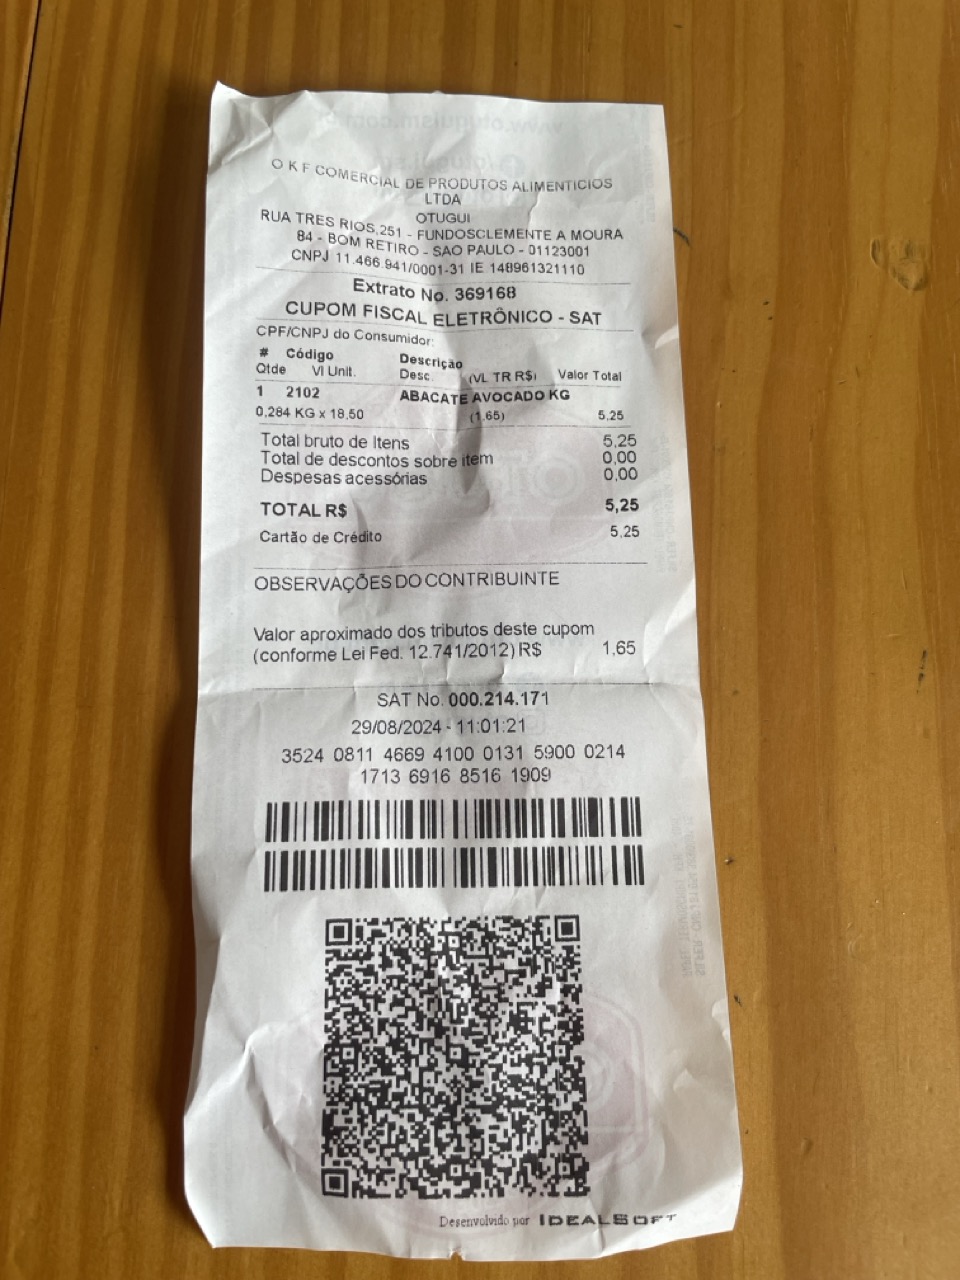 O K F COMERCIAL DE PRODUTOS ALIMENTICIOS
LTDA
OTUGUI
RUA TRES RIOS,251 - FUNDOSCLEMENTE A MOURA
84 - BOM RETIRO - SAO PAULO - 01123001
CNPJ 11.466.941/0001-31 IE 148961321110
Extrato No. 369168
CUPOM FISCAL ELETRÔNICO - SAT
CPF/CNPJ do Consumidor:
# Código Descrição
Qtde Vl Unit. Desc. (VL TR R$) Valor Total
1 2102 ABACATE AVOCADO KG
0,284 KG x 18,50 (1,65) 5,25
Total bruto de Itens 5,25
Total de descontos sobre item 0,00
Despesas acessórias 0,00
TOTAL R$ 5,25
Cartão de Crédito 5,25
OBSERVAÇÕES DO CONTRIBUINTE
Valor aproximado dos tributos deste cupom
(conforme Lei Fed. 12.741/2012) R$ 1,65
SAT No. 000.214.171
29/08/2024 - 11:01:21
3524 0811 4669 4100 0131 5900 0214
1713 6916 8516 1909
Desenvolvido por IDEALSOFT